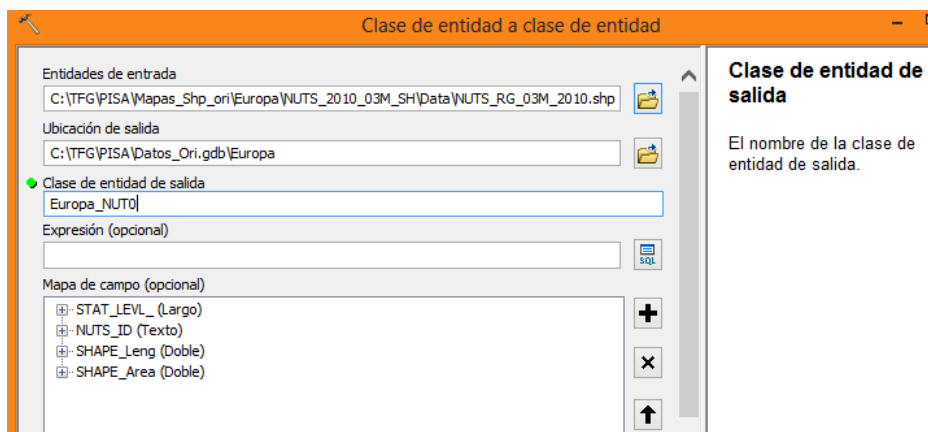 Clase de entidad a clase de entidad
Entidades de entrada
C:\TFG\PISA\Mapas_Shp_ori\Europa\NUTS_2010_03M_SH\Data\NUTS_RG_03M_2010.shp
Ubicación de salida
C:\TFG\PISA\Datos_Ori.gdb\Europa
Clase de entidad de salida
Europa_NUT0
Expresión (opcional)
SQL
Mapa de campo (opcional)
STAT_LEVL_ (Largo)
NUTS_ID (Texto)
SHAPE_Leng (Doble)
SHAPE_Area (Doble)
Clase de entidad de
salida
El nombre de la clase de
entidad de salida.